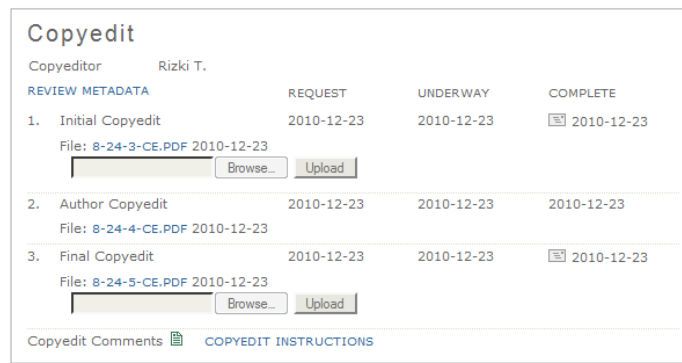 Copyedit
Copyeditor Rizki T.
REVIEW METADATA REQUEST UNDERWAY COMPLETE
1. Initial Copyedit 2010-12-23 2010-12-23 2010-12-23
File: 8-24-3-CE.PDF 2010-12-23
Browse... Upload
2. Author Copyedit 2010-12-23 2010-12-23 2010-12-23
File: 8-24-4-CE.PDF 2010-12-23
3. Final Copyedit 2010-12-23 2010-12-23 2010-12-23
File: 8-24-5-CE.PDF 2010-12-23
Browse... Upload
Copyedit Comments COPYEDIT INSTRUCTIONS